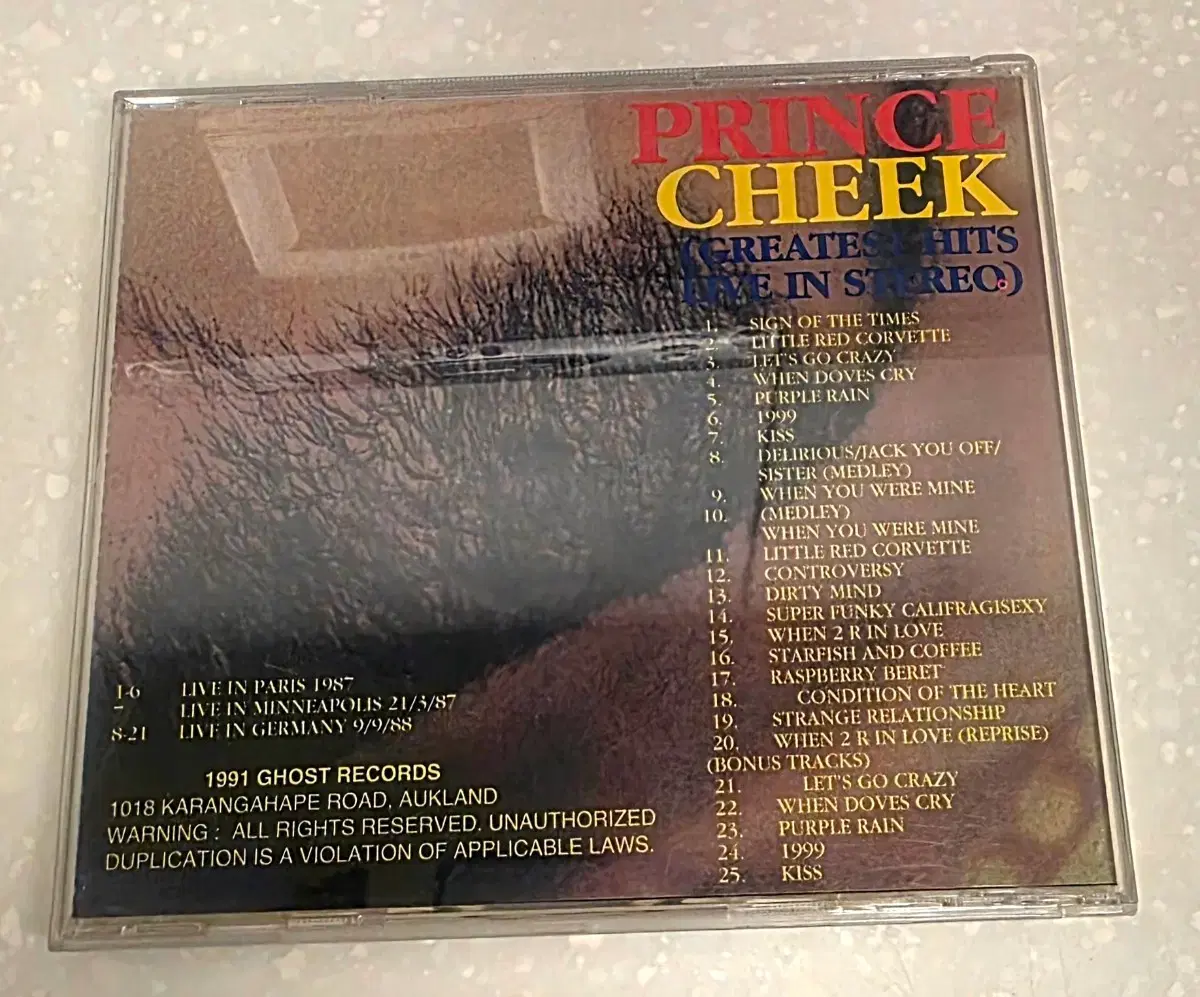 PRINCE
CHEEK
(GREATEST HITS
LIVE IN STEREO.)
1. SIGN OF THE TIMES
2. LITTLE RED CORVETTE
3. LET'S GO CRAZY
4. WHEN DOVES CRY
5. PURPLE RAIN
6. 1999
7. KISS
8. DELIRIOUS/JACK YOU OFF/
SISTER (MEDLEY)
9. WHEN YOU WERE MINE
10. (MEDLEY)
WHEN YOU WERE MINE
11. LITTLE RED CORVETTE
12. CONTROVERSY
13. DIRTY MIND
14. SUPER FUNKY CALIFRAGISEXY
15. WHEN 2 R IN LOVE
16. STARFISH AND COFFEE
17. RASPBERRY BERET
18. CONDITION OF THE HEART
19. STRANGE RELATIONSHIP
20. WHEN 2 R IN LOVE (REPRISE)
(BONUS TRACKS)
21. LET'S GO CRAZY
22. WHEN DOVES CRY
23. PURPLE RAIN
24. 1999
25. KISS
1-6 LIVE IN PARIS 1987
7 LIVE IN MINNEAPOLIS 21/3/87
8-21 LIVE IN GERMANY 9/9/88
1991 GHOST RECORDS
1018 KARANGAHAPE ROAD, AUKLAND
WARNING : ALL RIGHTS RESERVED. UNAUTHORIZED
DUPLICATION IS A VIOLATION OF APPLICABLE LAWS.